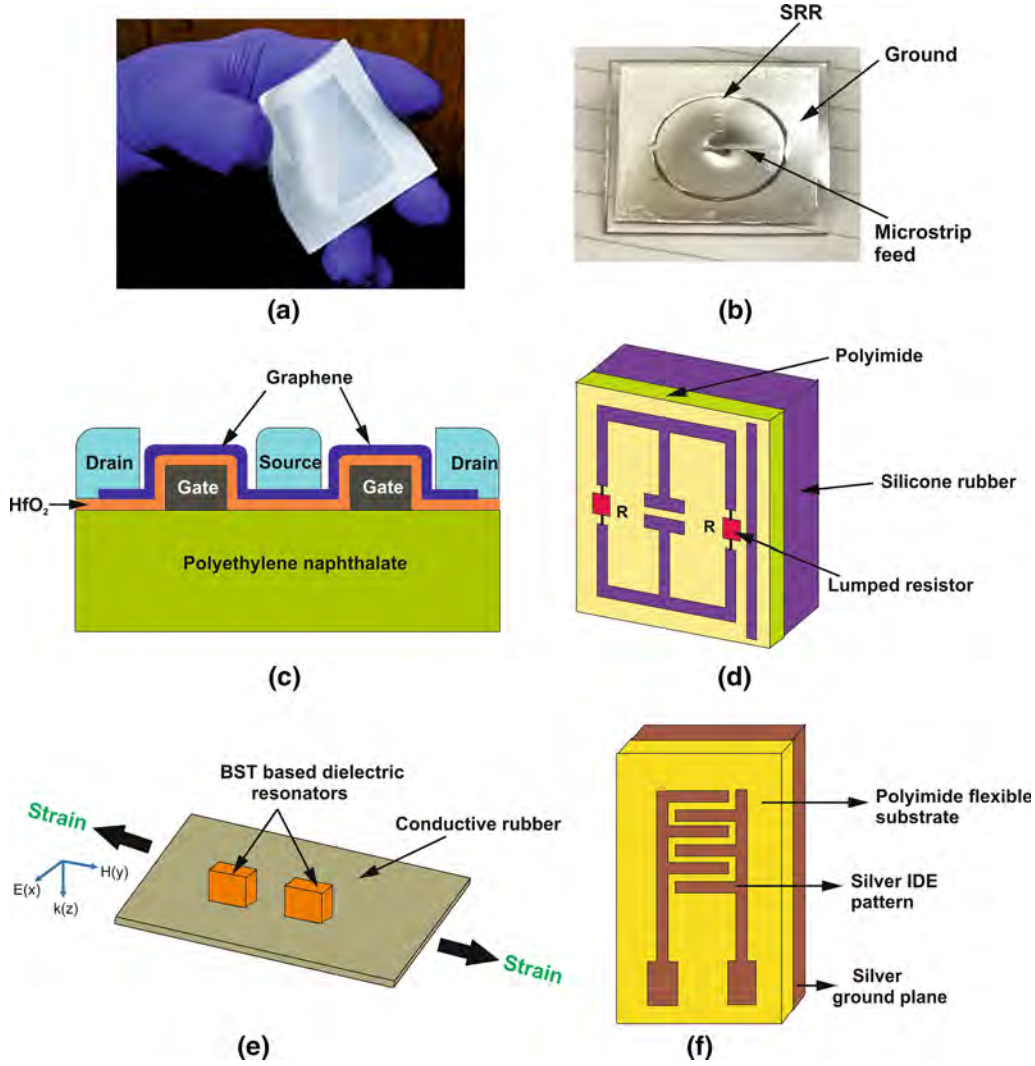 SRR
Ground
Microstrip
feed
(a)
(b)
Graphene
Drain
Source
Drain
Gate
Gate
HfO₂
Polyethylene naphthalate
(c)
Polyimide
Silicone rubber
R
R
Lumped resistor
(d)
BST based dielectric
resonators
Strain
Conductive rubber
H(y)
E(x)
k(z)
Strain
(e)
Polyimide flexible
substrate
Silver IDE
pattern
Silver
ground plane
(f)